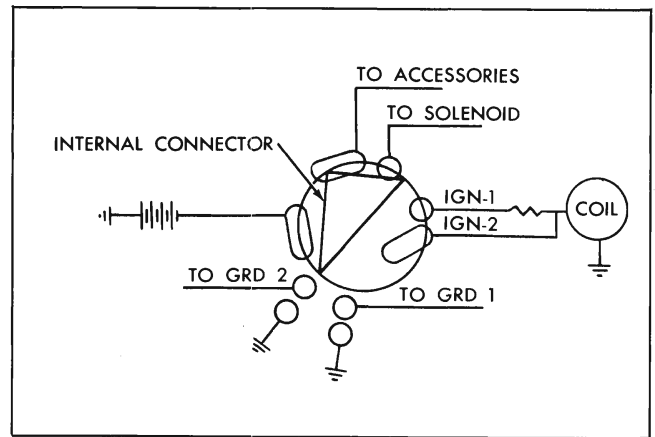 TO ACCESSORIES
TO SOLENOID
INTERNAL CONNECTOR
IGN-1
COIL
IGN-2
TO GRD 2
TO GRD 1